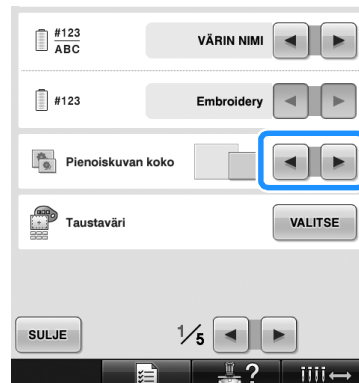 #123
ABC
VÄRIN NIMI
#123
Embroidery
Pienoiskuvan koko
Taustaväri
VALITSE
SULJE
1/5
?